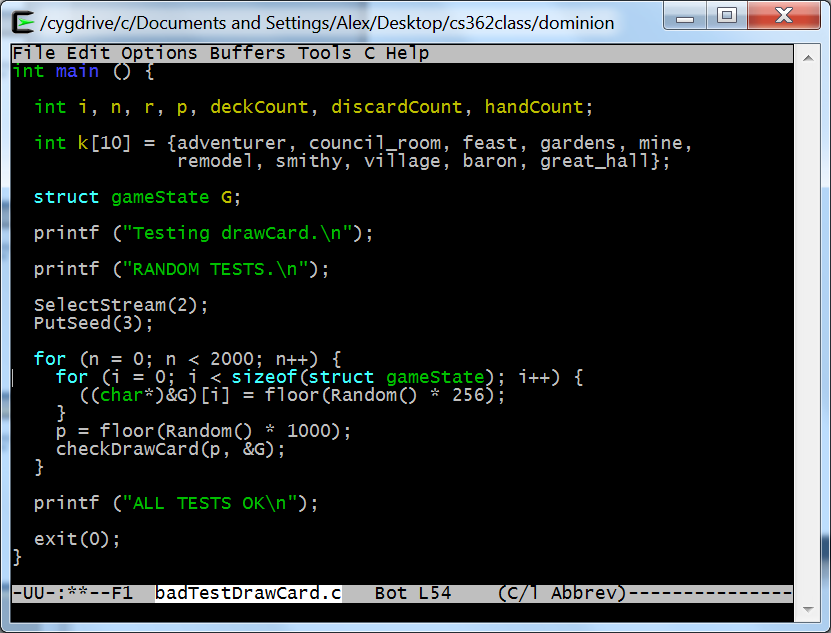 /cygdrive/c/Documents and Settings/Alex/Desktop/cs362class/dominion
File Edit Options Buffers Tools C Help
int main () {
  int i, n, r, p, deckCount, discardCount, handCount;
  int k[10] = {adventurer, council_room, feast, gardens, mine,
               remodel, smithy, village, baron, great_hall};
  struct gameState G;
  printf ("Testing drawCard.\n");
  printf ("RANDOM TESTS.\n");
  SelectStream(2);
  PutSeed(3);
  for (n = 0; n < 2000; n++) {
    for (i = 0; i < sizeof(struct gameState); i++) {
      ((char*)&G)[i] = floor(Random() * 256);
    }
    p = floor(Random() * 1000);
    checkDrawCard(p, &G);
  }
  printf ("ALL TESTS OK\n");
  exit(0);
}
-UU-:**--F1  badTestDrawCard.c   Bot L54    (C/l Abbrev)---------------